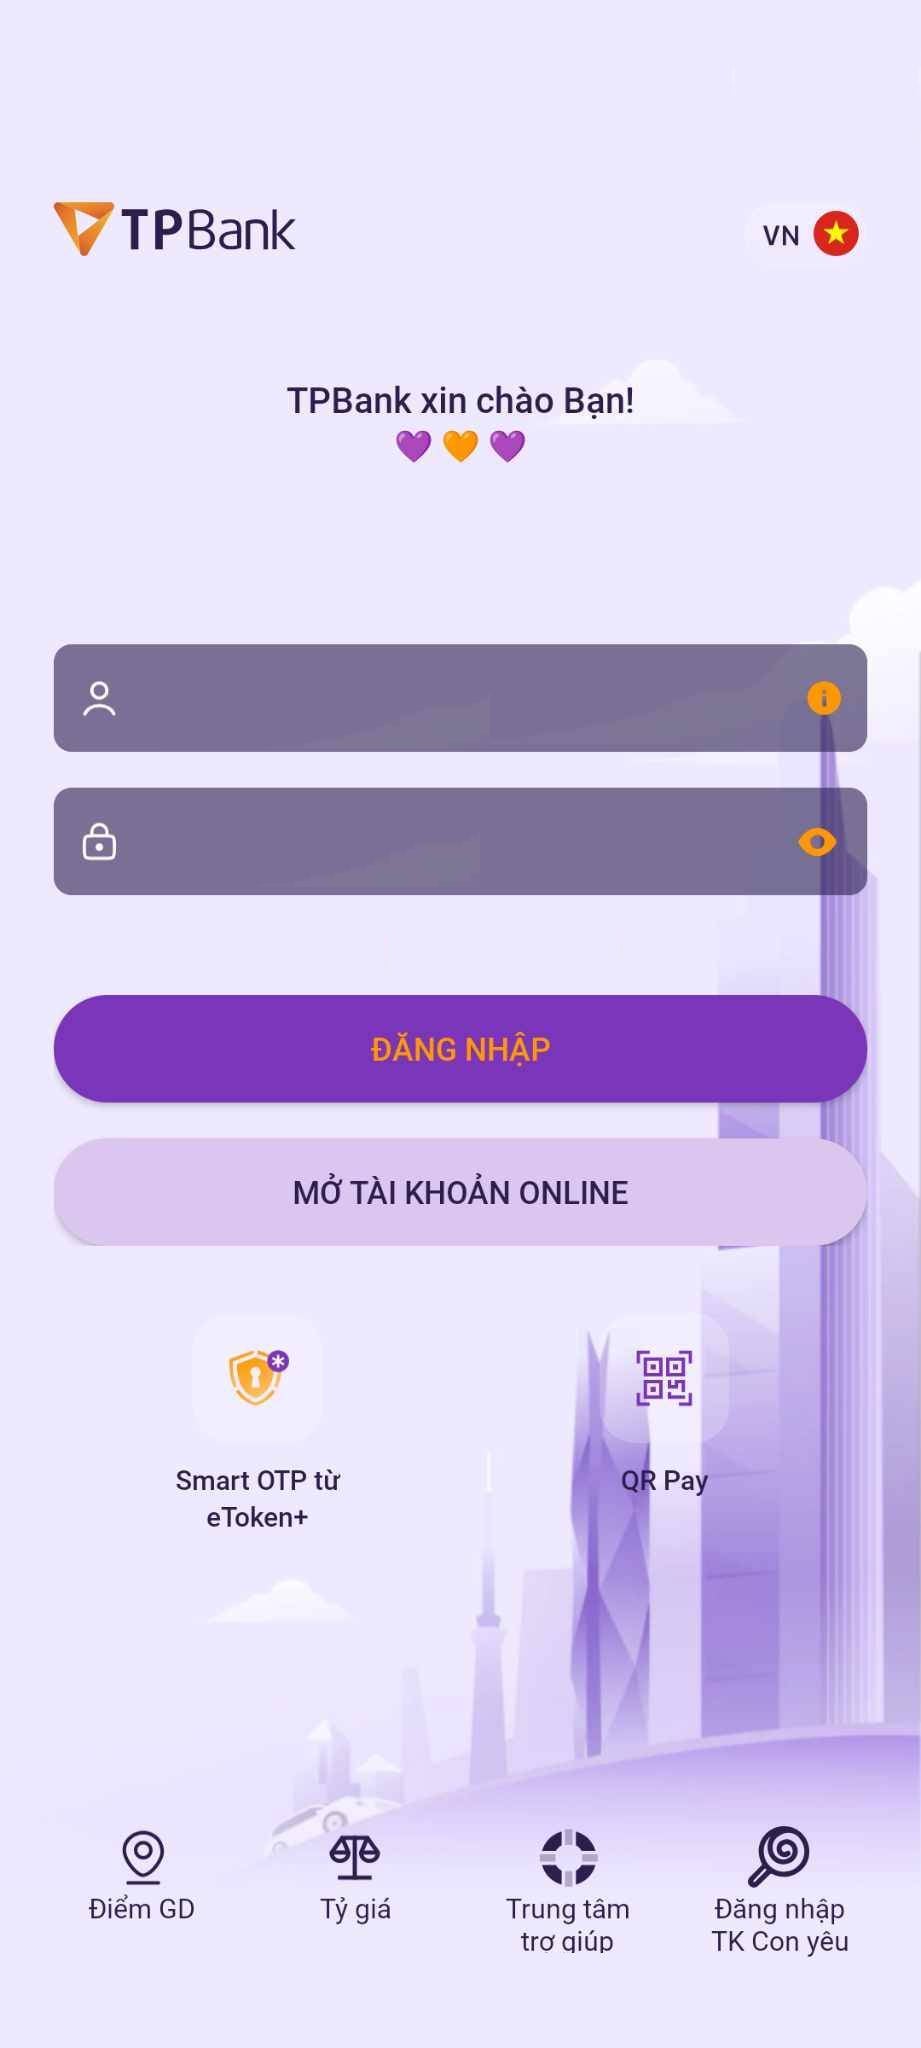 TPBank
VN
TPBank xin chào Bạn!
💜 🧡 💜
ĐĂNG NHẬP
MỞ TÀI KHOẢN ONLINE
Smart OTP từ
eToken+
QR Pay
Điểm GD
Tỷ giá
Trung tâm
trợ giúp
Đăng nhập
TK Con yêu